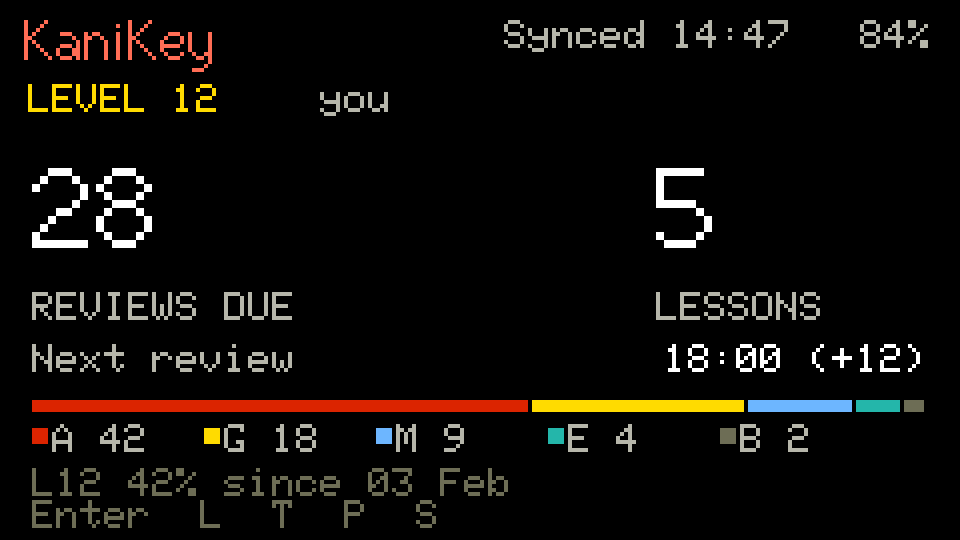 KaniKey Synced 14:47 84%
LEVEL 12 you
28 5
REVIEWS DUE LESSONS
Next review 18:00 (+12)
A 42 G 18 M 9 E 4 B 2
L12 42% since 03 Feb
Enter L T P S